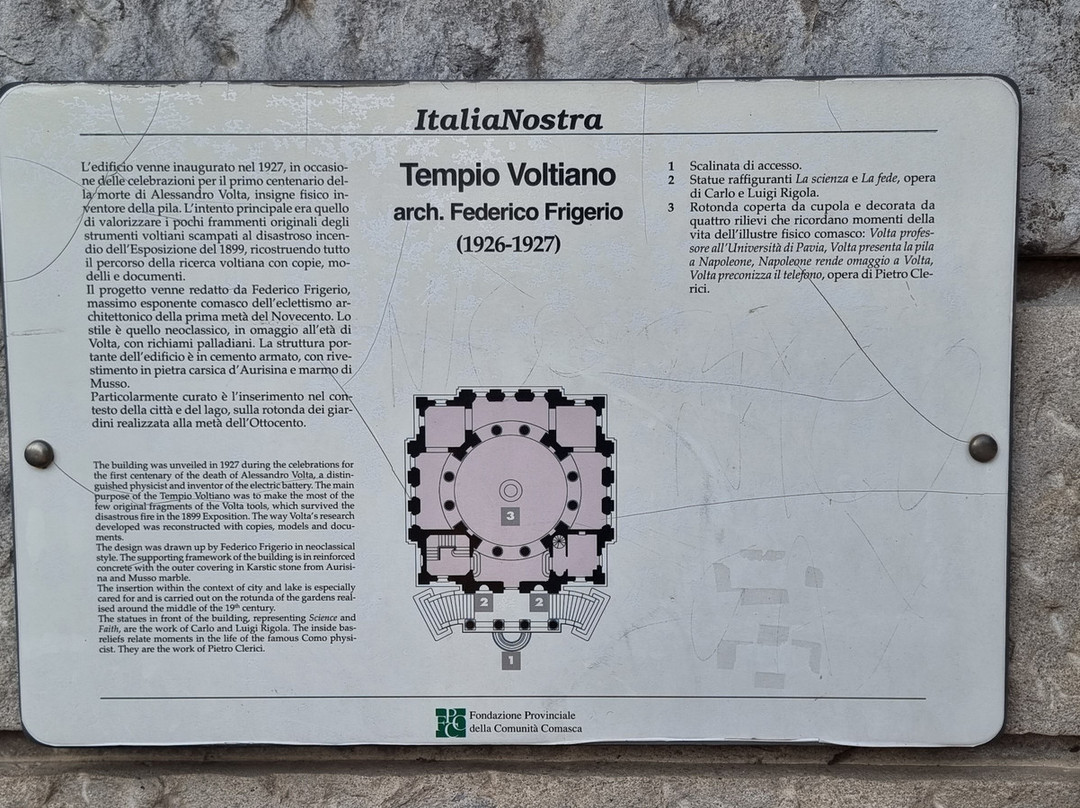 ItaliaNostra
L'edificio venne inaugurato nel 1927, in occasio-
ne delle celebrazioni per il primo centenario del-
la morte di Alessandro Volta, insigne fisico in-
ventore della pila. L'intento principale era quello
di valorizzare i pochi frammenti originali degli
strumenti voltiani scampati al disastroso incen-
dio dell'Esposizione del 1899, ricostruendo tutto
il percorso della ricerca voltiana con copie, mo-
delli e documenti.
Il progetto venne redatto da Federico Frigerio,
massimo esponente comasco dell'eclettismo ar-
chitettonico della prima metà del Novecento. Lo
stile è quello neoclassico, in omaggio all'età di
Volta, con richiami palladiani. La struttura por-
tante dell'edificio è in cemento armato, con rive-
stimento in pietra carsica d'Aurisina e marmo di
Musso.
Particolarmente curato è l'inserimento nel con-
testo della città e del lago, sulla rotonda dei giar-
dini realizzata alla metà dell'Ottocento.
The building was unveiled in 1927 during the celebrations for
the first centenary of the death of Alessandro Volta, a distin-
guished physicist and inventor of the electric battery. The main
purpose of the Tempio Voltiano was to make the most of the
few original fragments of the Volta tools, which survived the
disastrous fire in the 1899 Exposition. The way Volta's research
developed was reconstructed with copies, models and docu-
ments.
The design was drawn up by Federico Frigerio in neoclassical
style. The supporting framework of the building is in reinforced
concrete with the outer covering in Karstic stone from Aurisi-
na and Musso marble.
The insertion within the context of city and lake is especially
cared for and is carried out on the rotunda of the gardens real-
ised around the middle of the 19th century.
The statues in front of the building, representing Science and
Faith, are the work of Carlo and Luigi Rigola. The inside bas-
reliefs relate moments in the life of the famous Como physi-
cist. They are the work of Pietro Clerici.
Tempio Voltiano
arch. Federico Frigerio
(1926-1927)
3
2 2
1
1 Scalinata di accesso.
2 Statue raffiguranti La scienza e La fede, opera
di Carlo e Luigi Rigola.
3 Rotonda coperta da cupola e decorata da
quattro rilievi che ricordano momenti della
vita dell'illustre fisico comasco: Volta profes-
sore all'Università di Pavia, Volta presenta la pila
a Napoleone, Napoleone rende omaggio a Volta,
Volta preconizza il telefono, opera di Pietro Cle-
rici.
FPCC
Fondazione Provinciale
della Comunità Comasca